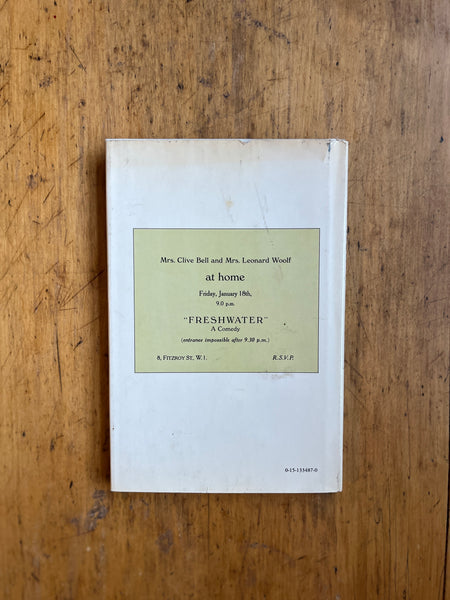 Mrs. Clive Bell and Mrs. Leonard Woolf
at home
Friday, January 18th,
9.0 p.m.
"FRESHWATER"
A Comedy
(entrance impossible after 9.30 p.m.)
8, FITZROY ST., W. 1. R.S.V.P.
0-15-133487-0